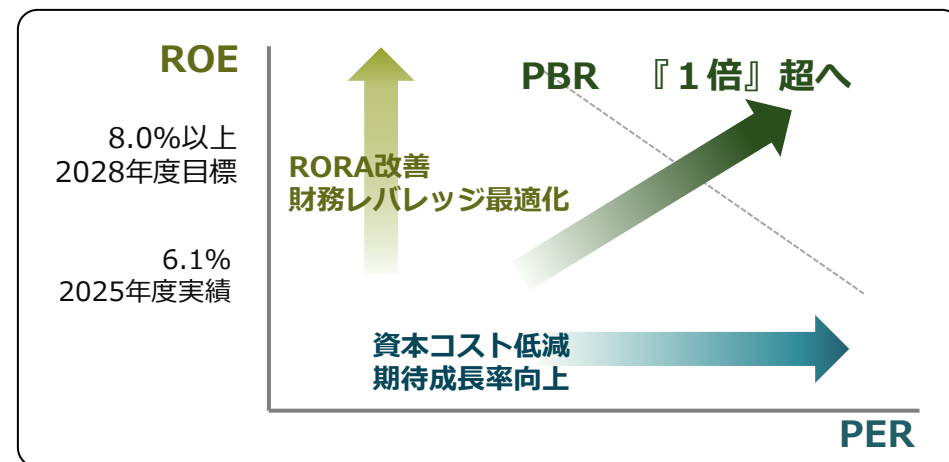 ROE
PBR 『１倍』超へ
8.0%以上
2028年度目標
RORA改善
財務レバレッジ最適化
6.1%
2025年度実績
資本コスト低減
期待成長率向上
PER